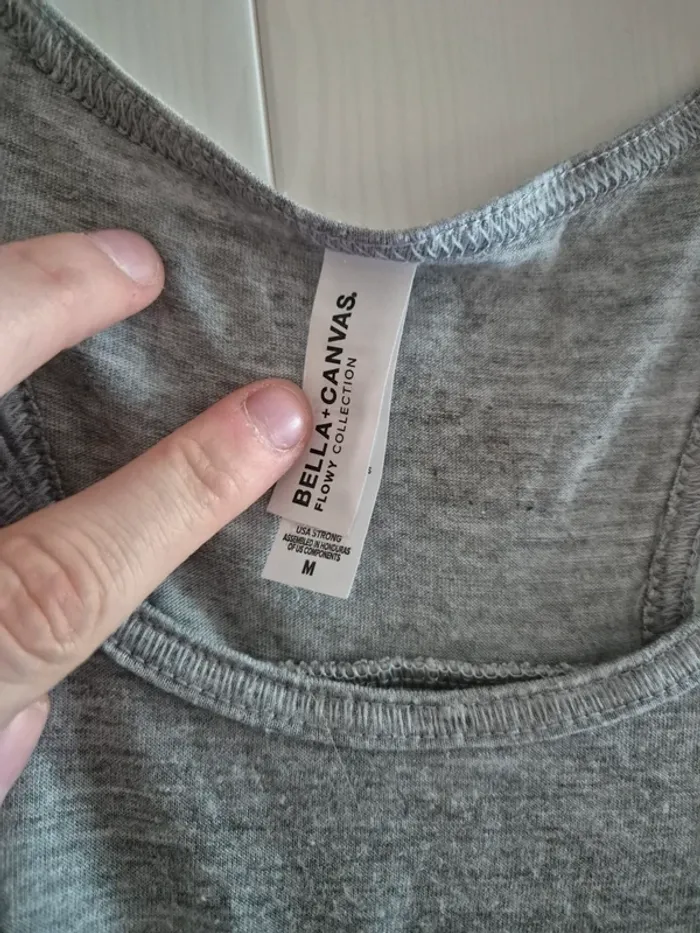 BELLA+CANVAS.
FLOWY COLLECTION
USA STRONG
ASSEMBLED IN HONDURAS
OF US COMPONENTS
M